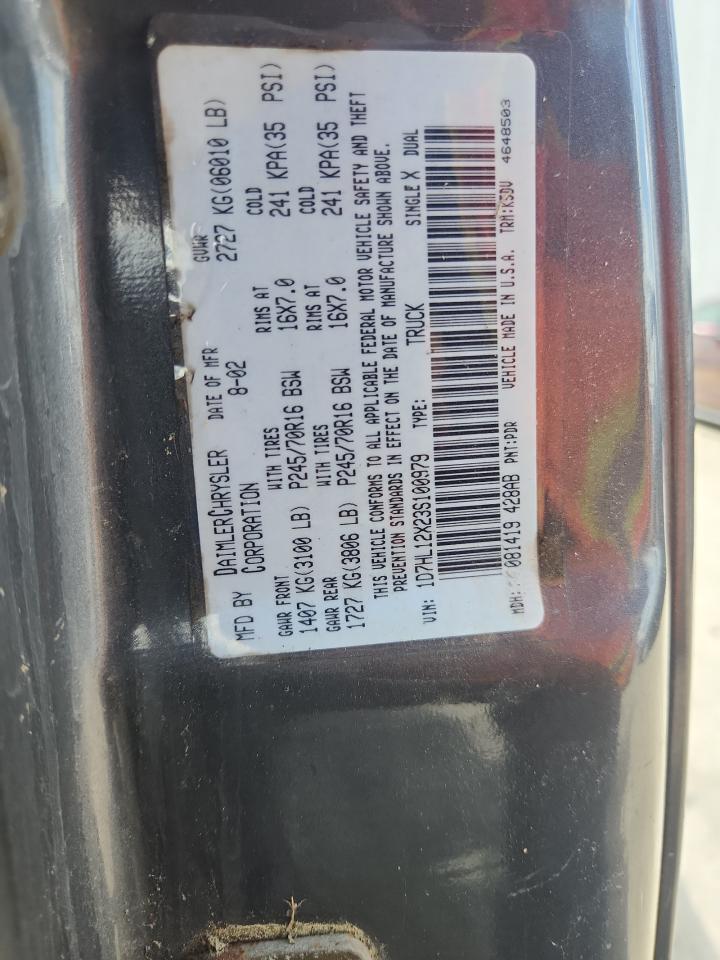 MFD BY DAIMLERCHRYSLER CORPORATION DATE OF MFR 8-02 GVWR 2727 KG(06010 LB)
GAWR FRONT WITH TIRES RIMS AT COLD
1407 KG(3100 LB) P245/70R16 BSW 16X7.0 241 KPA(35 PSI)
GAWR REAR WITH TIRES RIMS AT COLD
1727 KG(3806 LB) P245/70R16 BSW 16X7.0 241 KPA(35 PSI)
THIS VEHICLE CONFORMS TO ALL APPLICABLE FEDERAL MOTOR VEHICLE SAFETY AND THEFT
PREVENTION STANDARDS IN EFFECT ON THE DATE OF MANUFACTURE SHOWN ABOVE.
VIN: 1D7HL12X23S100979 TYPE: TRUCK SINGLE X DUAL
MDH: 081419 428AB PNT:PDR VEHICLE MADE IN U.S.A. TRM:K5DV 4648503